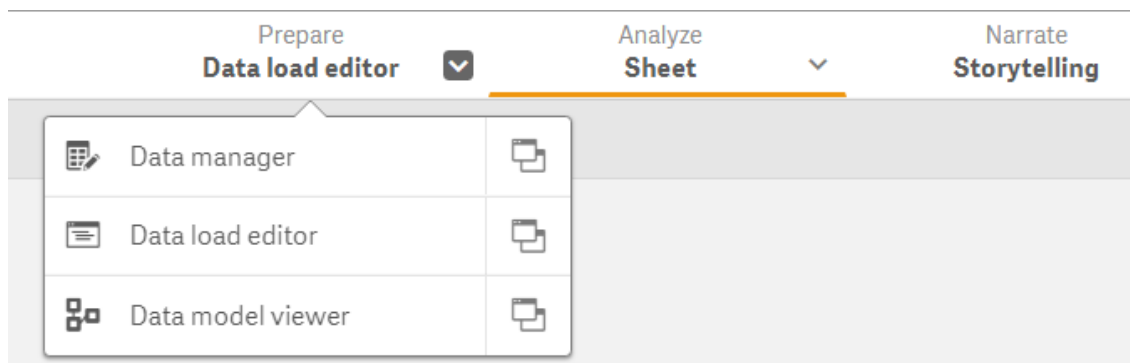 Prepare
Data load editor
Analyze
Sheet
Narrate
Storytelling
Data manager
Data load editor
Data model viewer